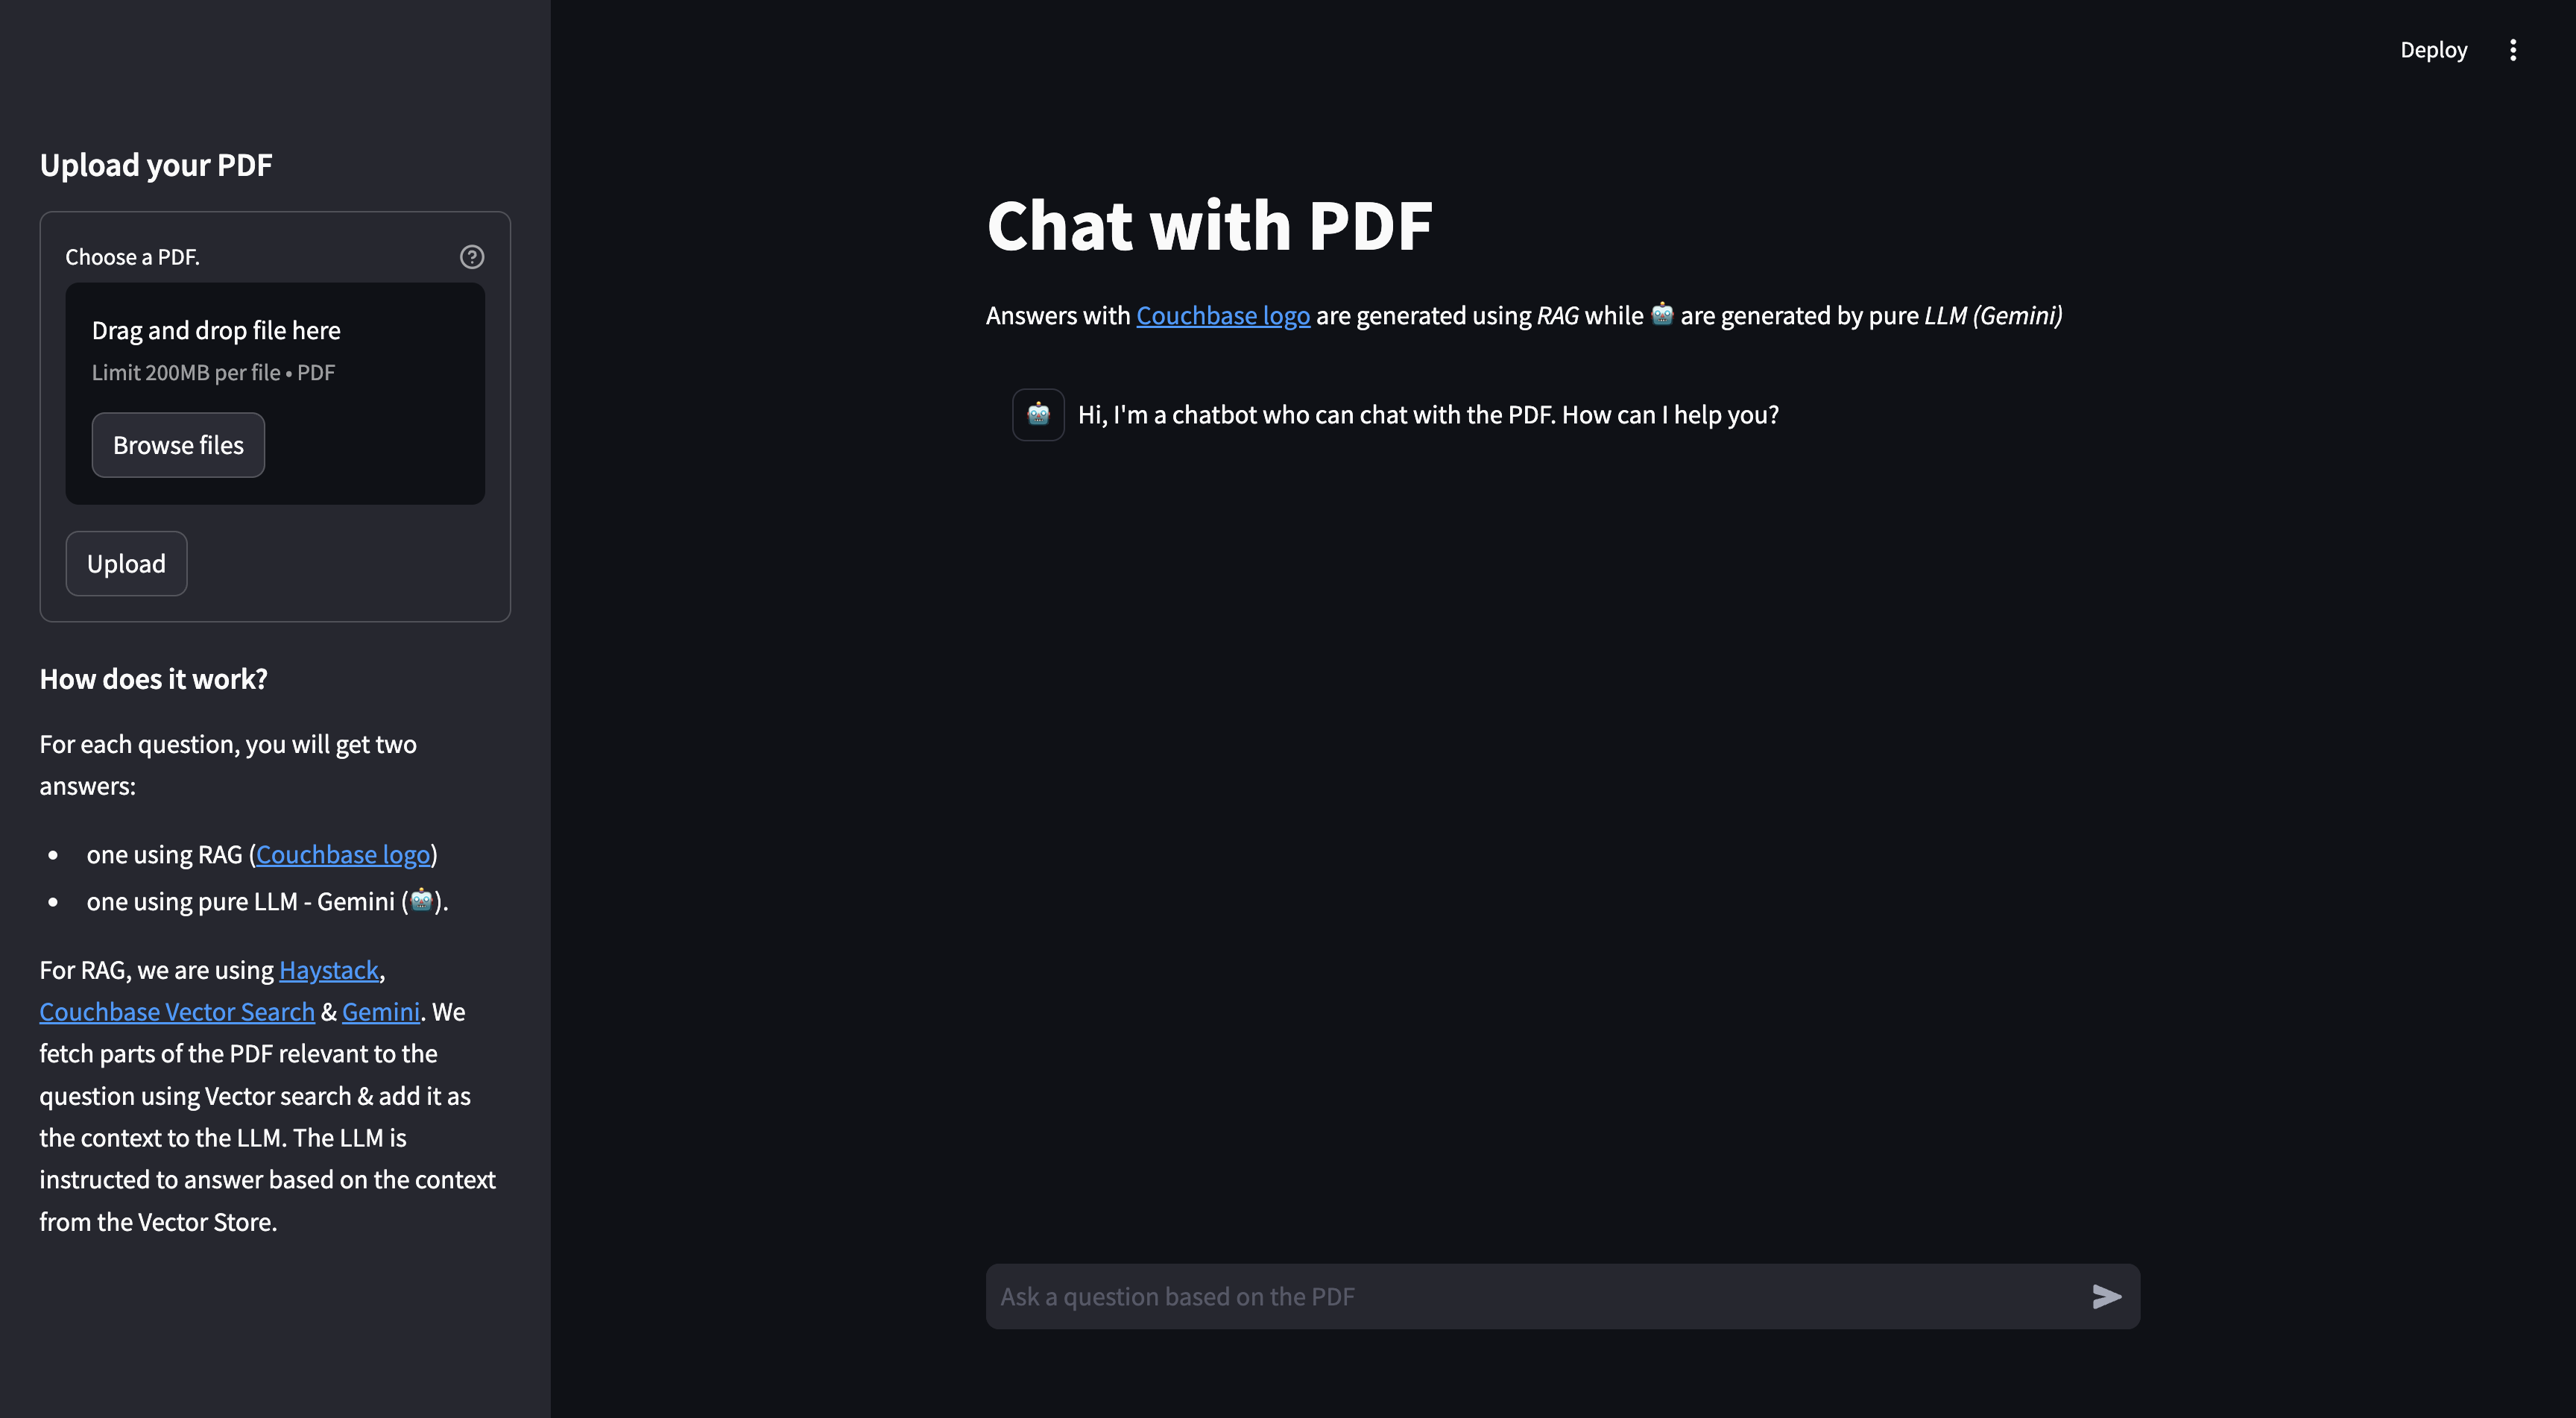 Deploy
Upload your PDF
Choose a PDF.
Drag and drop file here
Limit 200MB per file • PDF
Browse files
Upload
How does it work?
For each question, you will get two
answers:
• one using RAG (Couchbase logo)
• one using pure LLM - Gemini (🤖).
For RAG, we are using Haystack,
Couchbase Vector Search & Gemini. We
fetch parts of the PDF relevant to the
question using Vector search & add it as
the context to the LLM. The LLM is
instructed to answer based on the context
from the Vector Store.
Chat with PDF
Answers with Couchbase logo are generated using RAG while 🤖 are generated by pure LLM (Gemini)
🤖 Hi, I'm a chatbot who can chat with the PDF. How can I help you?
Ask a question based on the PDF